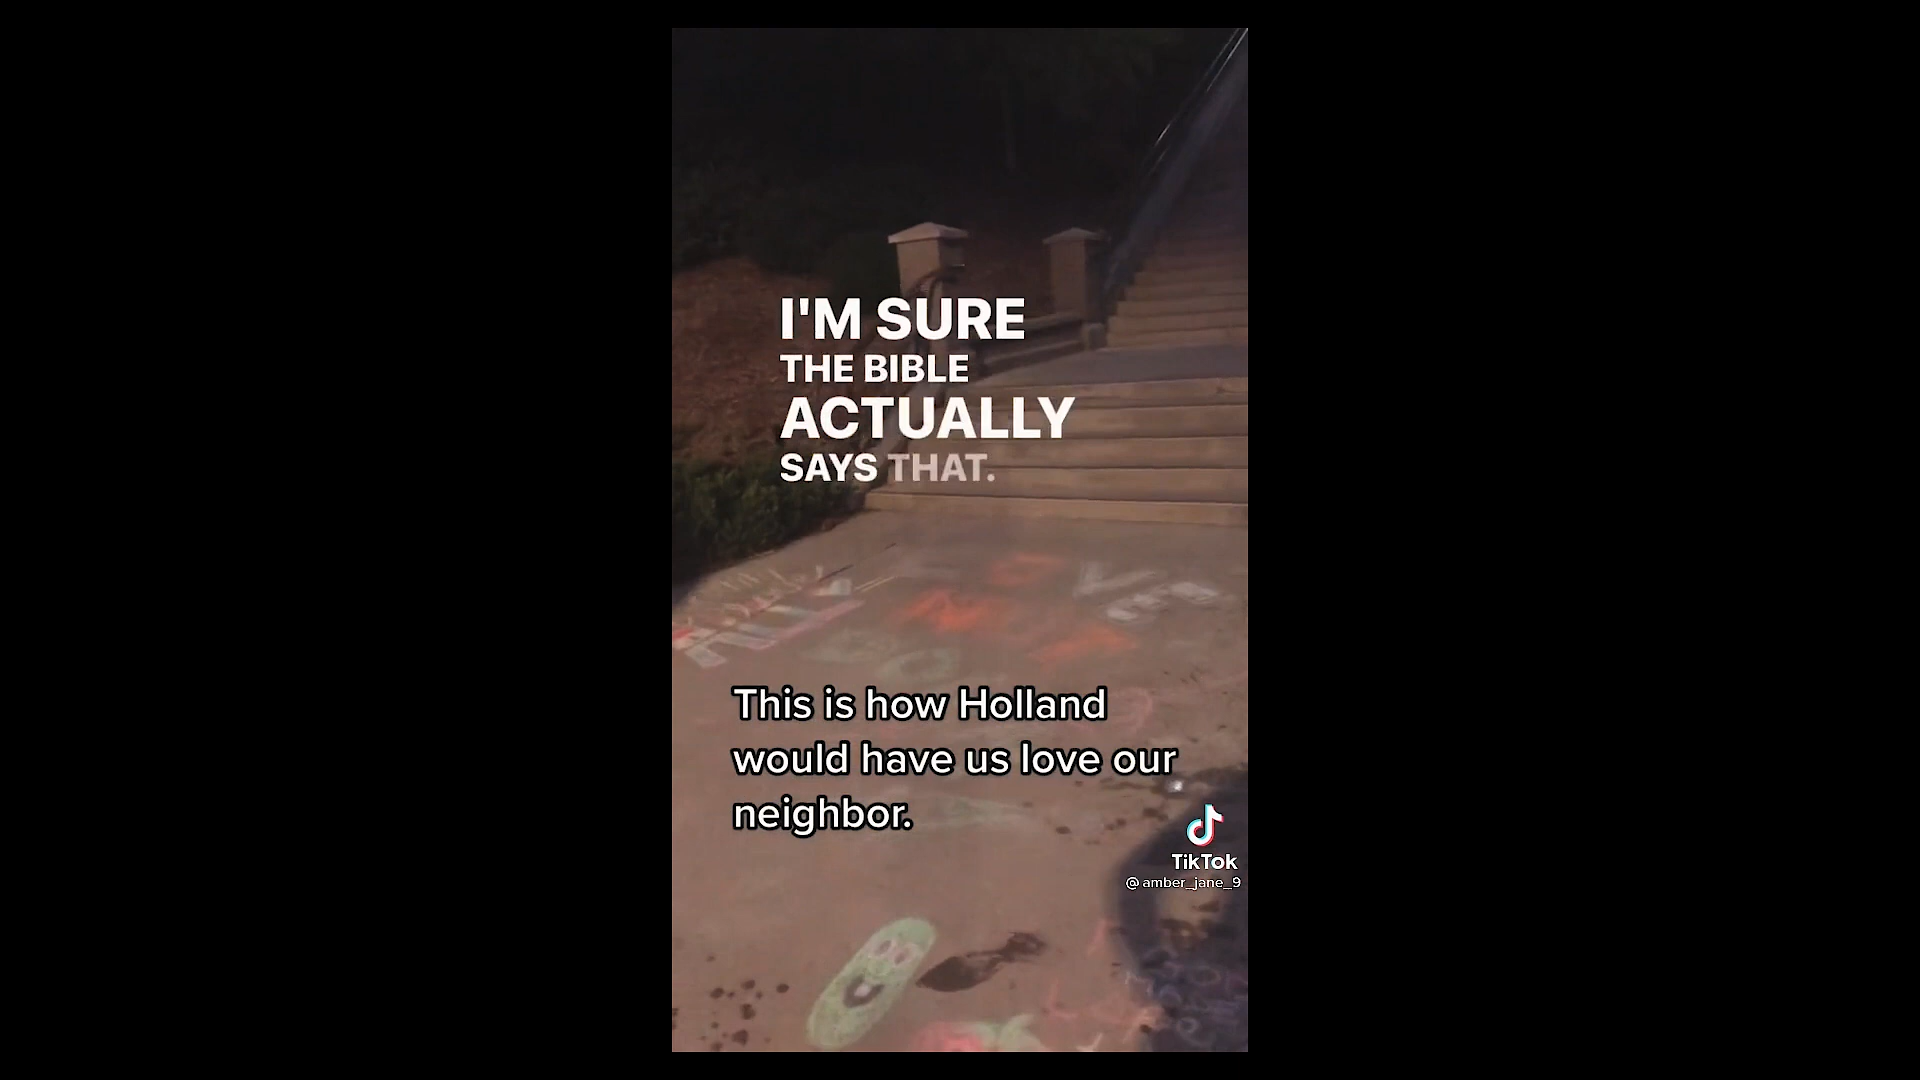 I'M SURE
THE BIBLE
ACTUALLY
SAYS THAT.
This is how Holland
would have us love our
neighbor.
TikTok
@amber_jane_9